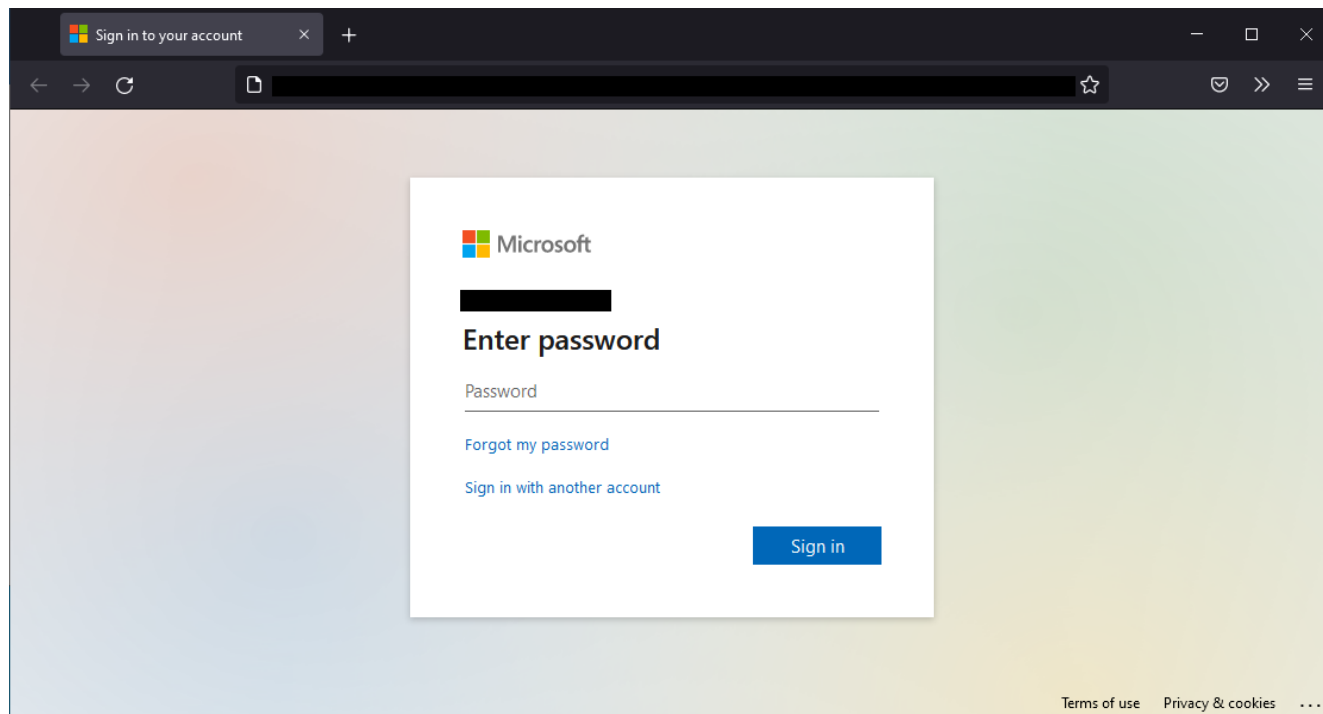 Sign in to your account
Microsoft
Enter password
Password
Forgot my password
Sign in with another account
Sign in
Terms of use
Privacy & cookies
...